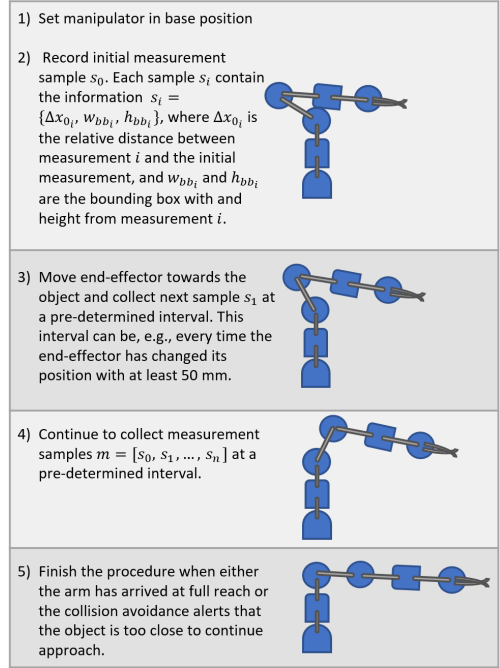 1) Set manipulator in base position
2) Record initial measurement
sample s₀. Each sample sᵢ contain
the information sᵢ =
{Δx₀ᵢ, w_bbᵢ, h_bbᵢ}, where Δx₀ᵢ is
the relative distance between
measurement i and the initial
measurement, and w_bbᵢ and h_bbᵢ
are the bounding box with and
height from measurement i.
3) Move end-effector towards the
object and collect next sample s₁ at
a pre-determined interval. This
interval can be, e.g., every time the
end-effector has changed its
position with at least 50 mm.
4) Continue to collect measurement
samples m = [s₀, s₁, ..., sₙ] at a
pre-determined interval.
5) Finish the procedure when either
the arm has arrived at full reach or
the collision avoidance alerts that
the object is too close to continue
approach.